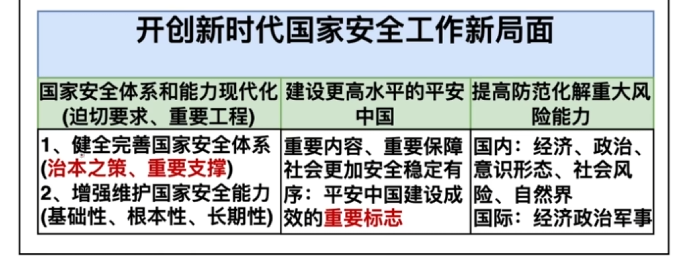 开创新时代国家安全工作新局面
国家安全体系和能力现代化
(迫切要求、重要工程)
建设更高水平的平安
中国
提高防范化解重大风
险能力
1、健全完善国家安全体系
(治本之策、重要支撑)
2、增强维护国家安全能力
(基础性、根本性、长期性)
重要内容、重要保障
社会更加安全稳定有
序：平安中国建设成
效的重要标志
国内：经济、政治、
意识形态、社会风
险、自然界
国际：经济政治军事